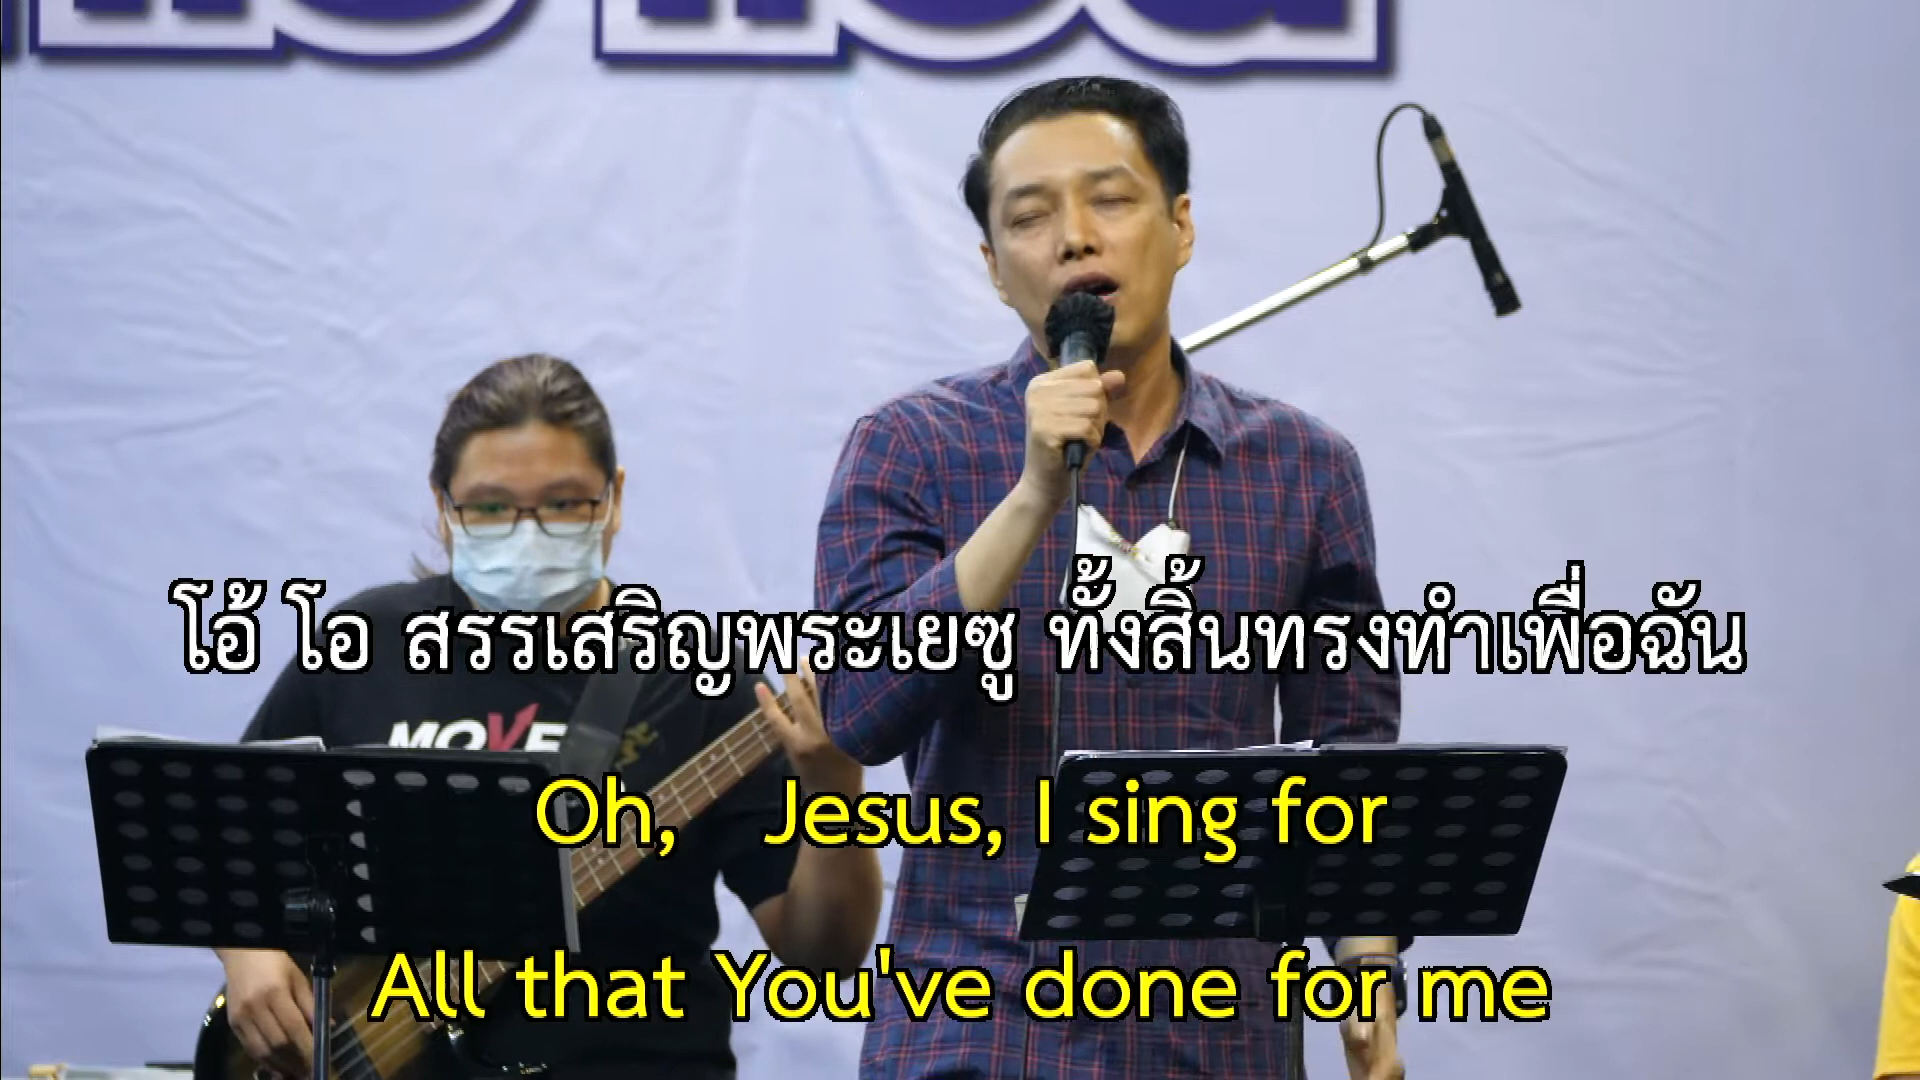 โอ้ โอ สรรเสริญพระเยซู ทั้งสิ้นทรงทำเพื่อฉัน
MOVE
Oh, Jesus, I sing for
All that You've done for me